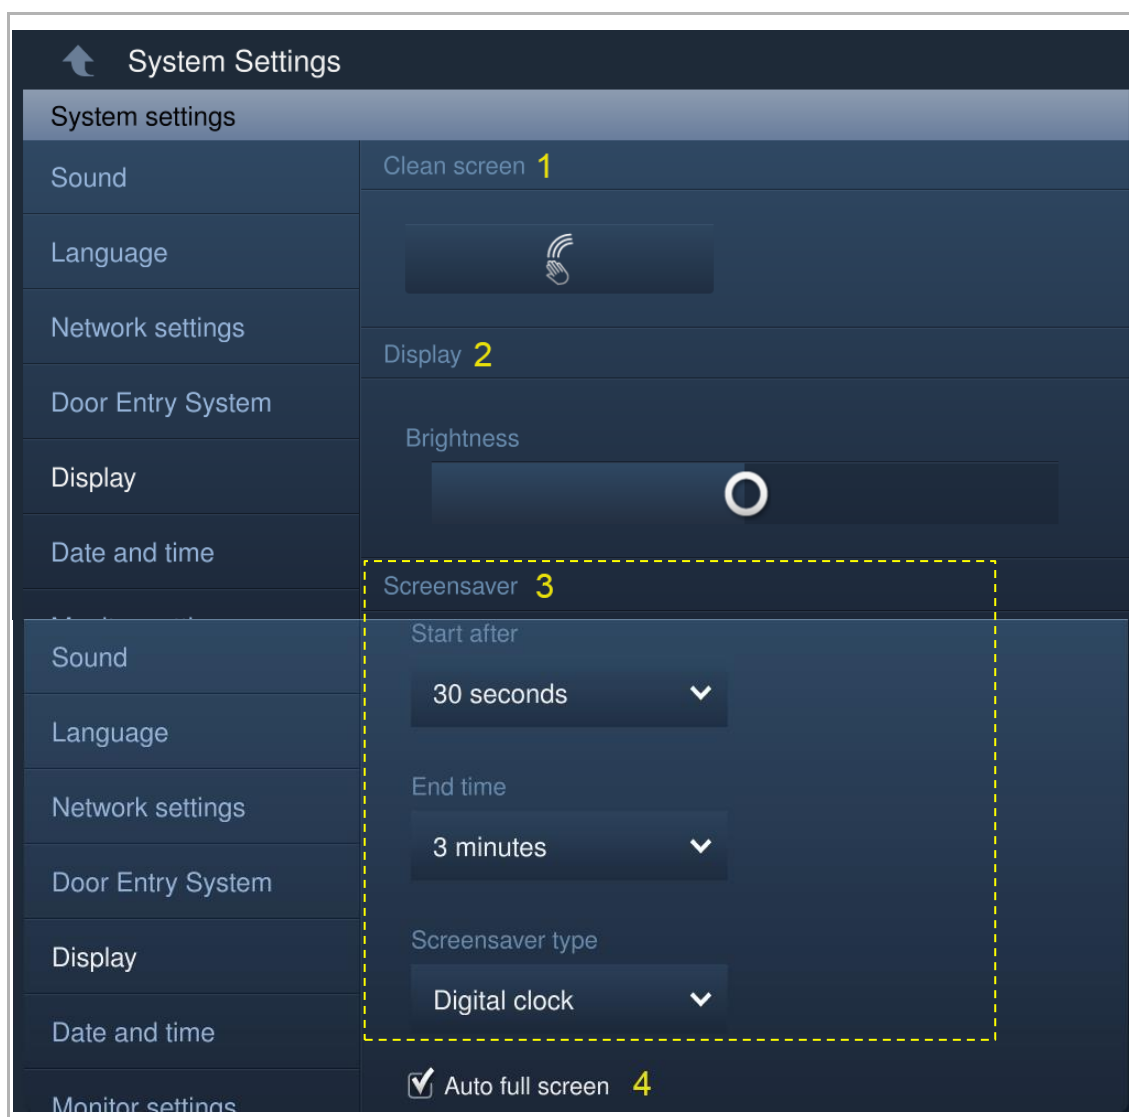 System Settings
System settings
Sound
Clean screen 1
Language
Network settings
Display 2
Door Entry System
Brightness
Display
Date and time
Screensaver 3
Start after
Sound
30 seconds
Language
End time
Network settings
3 minutes
Door Entry System
Screensaver type
Display
Digital clock
Date and time
Auto full screen 4
Monitor settings